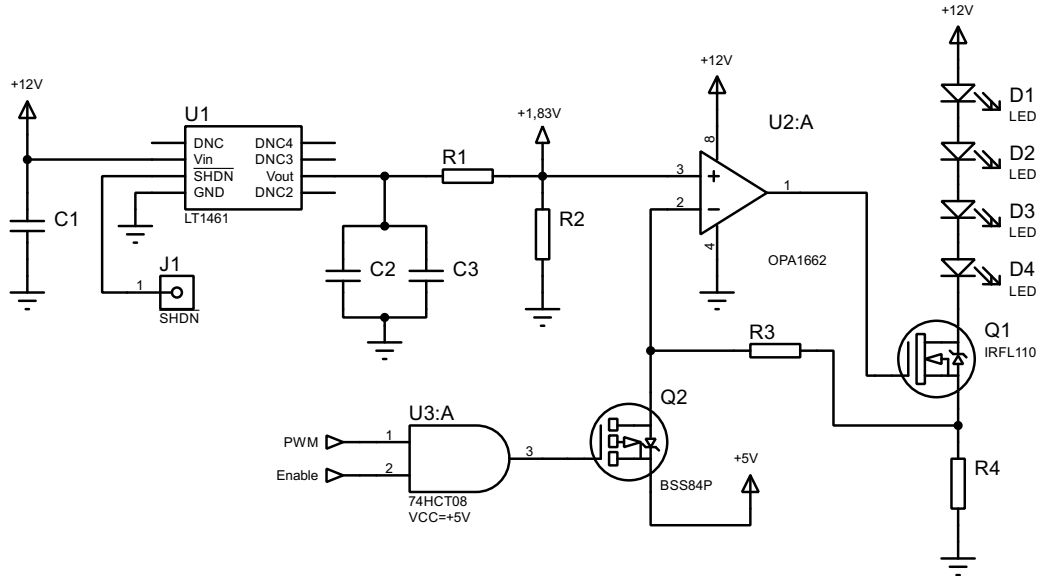 +12V
U1
DNC
Vin
SHDN
GND
DNC4
DNC3
Vout
DNC2
LT1461
C1
J1
1
SHDN
C2
C3
R1
+1,83V
R2
+12V
U2:A
8
3
2
1
4
OPA1662
+12V
D1
LED
D2
LED
D3
LED
D4
LED
Q1
IRFL110
R3
Q2
BSS84P
+5V
R4
U3:A
PWM
1
Enable
2
3
74HCT08
VCC=+5V